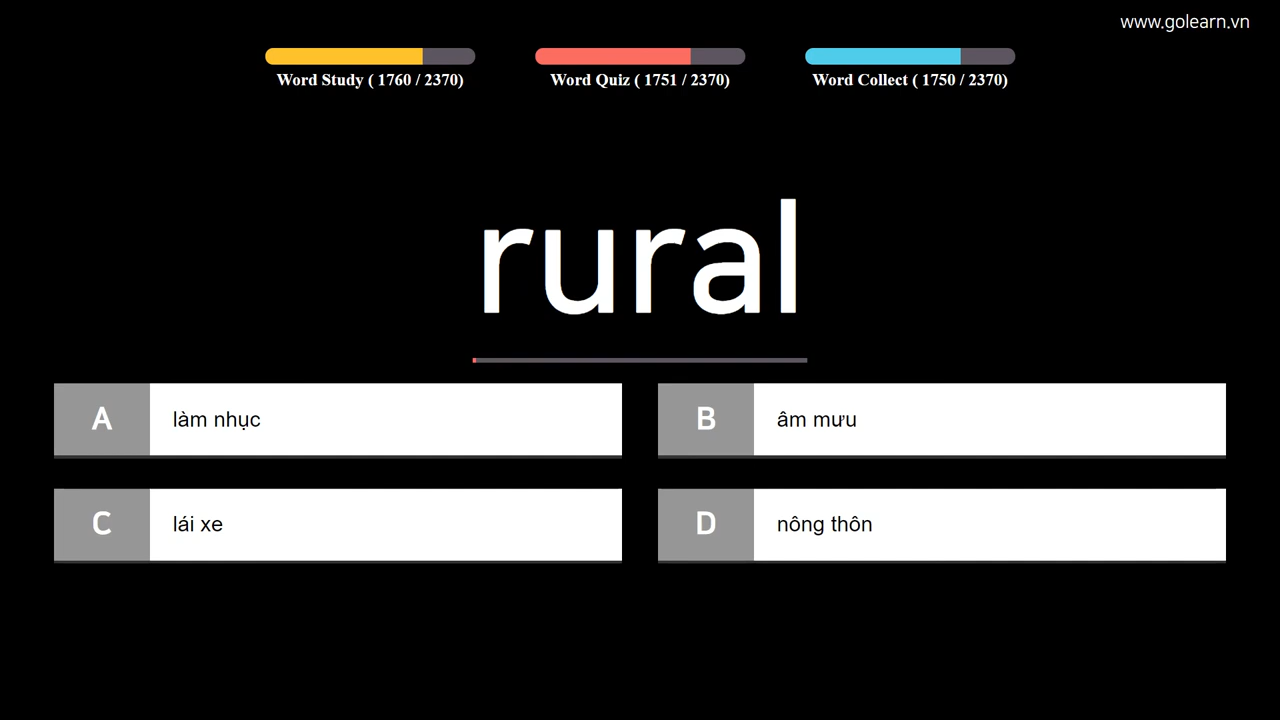 www.golearn.vn
Word Study ( 1760 / 2370)
Word Quiz ( 1751 / 2370)
Word Collect ( 1750 / 2370)
rural
A làm nhục
B âm mưu
C lái xe
D nông thôn